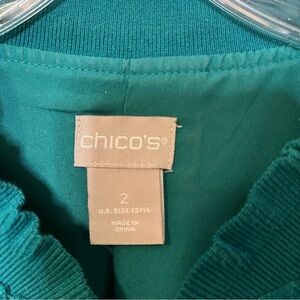 chico's®
2
U.S. SIZE 12/14
MADE IN
CHINA